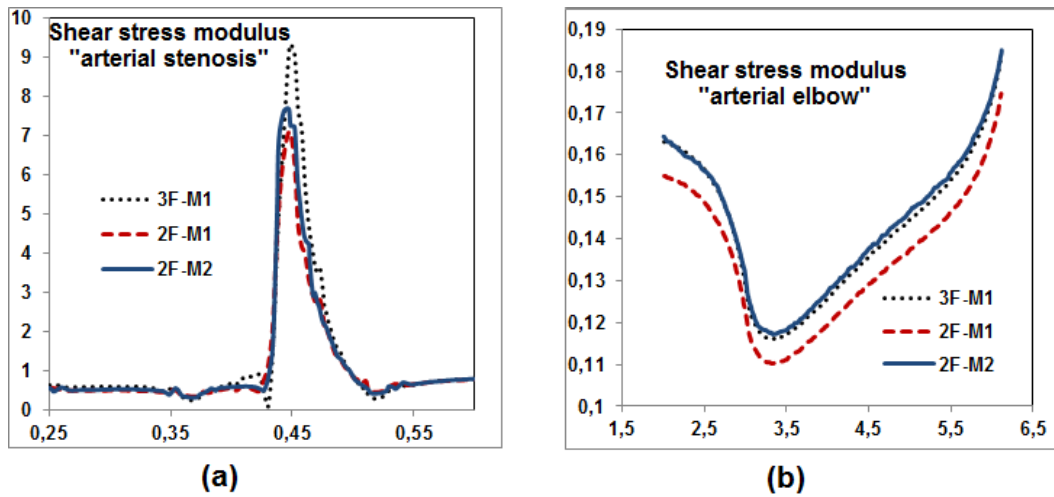 Shear stress modulus
"arterial stenosis"
10
9
8
7
6
5
4
3
2
1
0
0,25
0,35
0,45
0,55
3F-M1
2F-M1
2F-M2
(a)
Shear stress modulus
"arterial elbow"
0,19
0,18
0,17
0,16
0,15
0,14
0,13
0,12
0,11
0,1
1,5
2,5
3,5
4,5
5,5
6,5
3F-M1
2F-M1
2F-M2
(b)